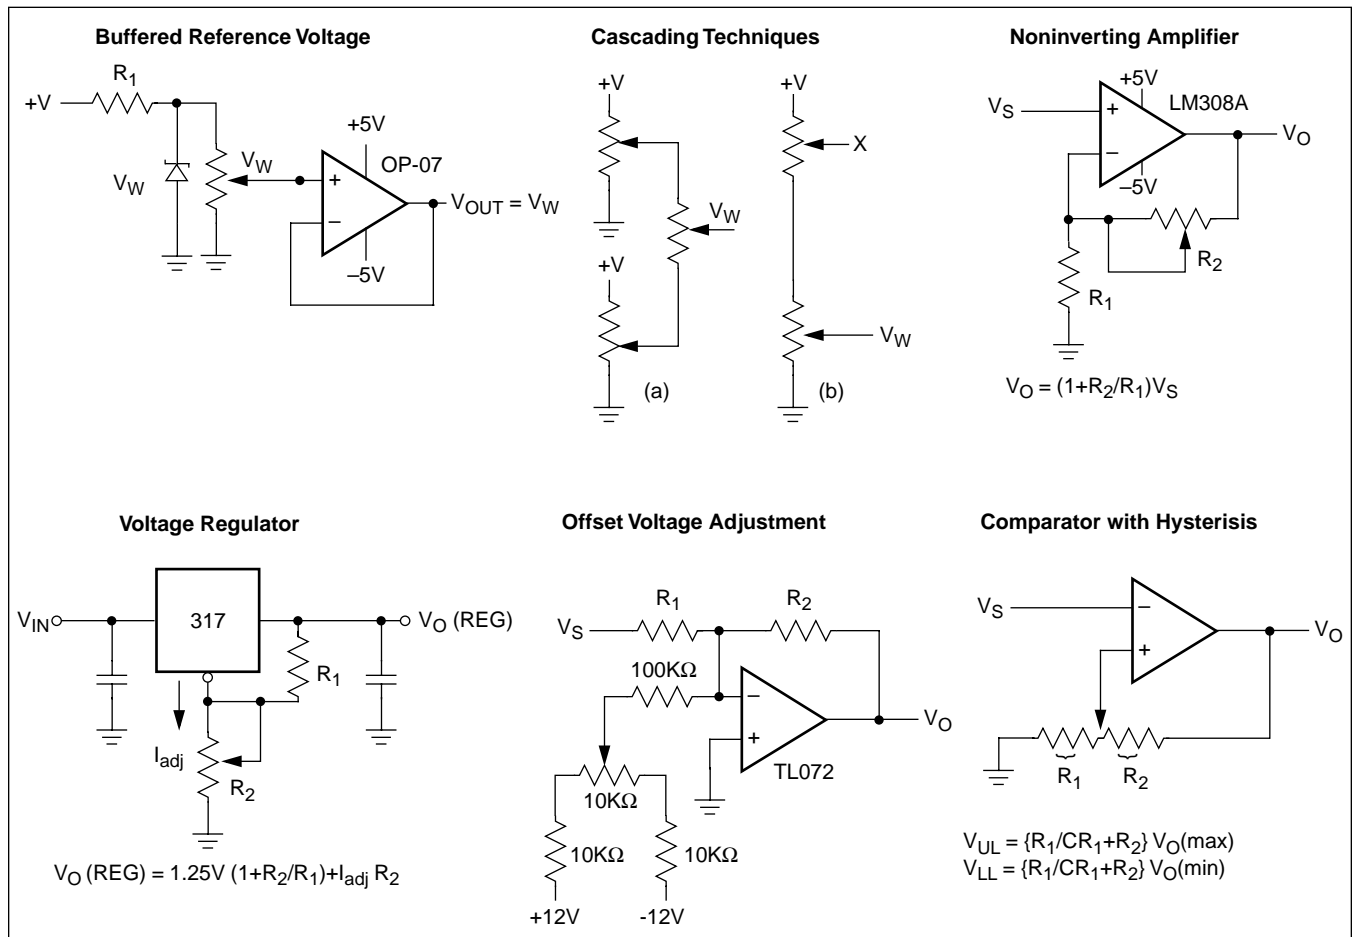 Buffered Reference Voltage
R1
+V
VW
VW
+5V
OP-07
+
–
–5V
VOUT = VW
Cascading Techniques
+V
+V
X
VW
+V
VW
(a)
(b)
Noninverting Amplifier
+5V
LM308A
VS
+
–
VO
–5V
R2
R1
VO = (1+R2/R1)VS
Voltage Regulator
VIN
317
VO (REG)
R1
Iadj
R2
VO (REG) = 1.25V (1+R2/R1)+Iadj R2
Offset Voltage Adjustment
R1
R2
VS
100KΩ
–
+
VO
TL072
10KΩ
10KΩ
10KΩ
+12V
-12V
Comparator with Hysterisis
VS
–
+
VO
R1
R2
VUL = {R1/CR1+R2} VO(max)
VLL = {R1/CR1+R2} VO(min)